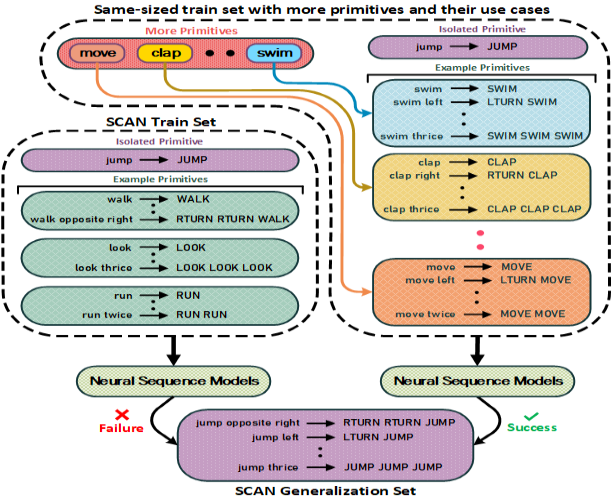 Same-sized train set with more primitives and their use cases
More Primitives
move clap swim
Isolated Primitive
jump JUMP
Example Primitives
swim SWIM
swim left LTURN SWIM
swim thrice SWIM SWIM SWIM
clap CLAP
clap right RTURN CLAP
clap thrice CLAP CLAP CLAP
move MOVE
move left LTURN MOVE
move twice MOVE MOVE
SCAN Train Set
Isolated Primitive
jump JUMP
Example Primitives
walk WALK
walk opposite right RTURN RTURN WALK
look LOOK
look thrice LOOK LOOK LOOK
run RUN
run twice RUN RUN
Neural Sequence Models
Neural Sequence Models
Failure
Success
jump opposite right RTURN RTURN JUMP
jump left LTURN JUMP
jump thrice JUMP JUMP JUMP
SCAN Generalization Set